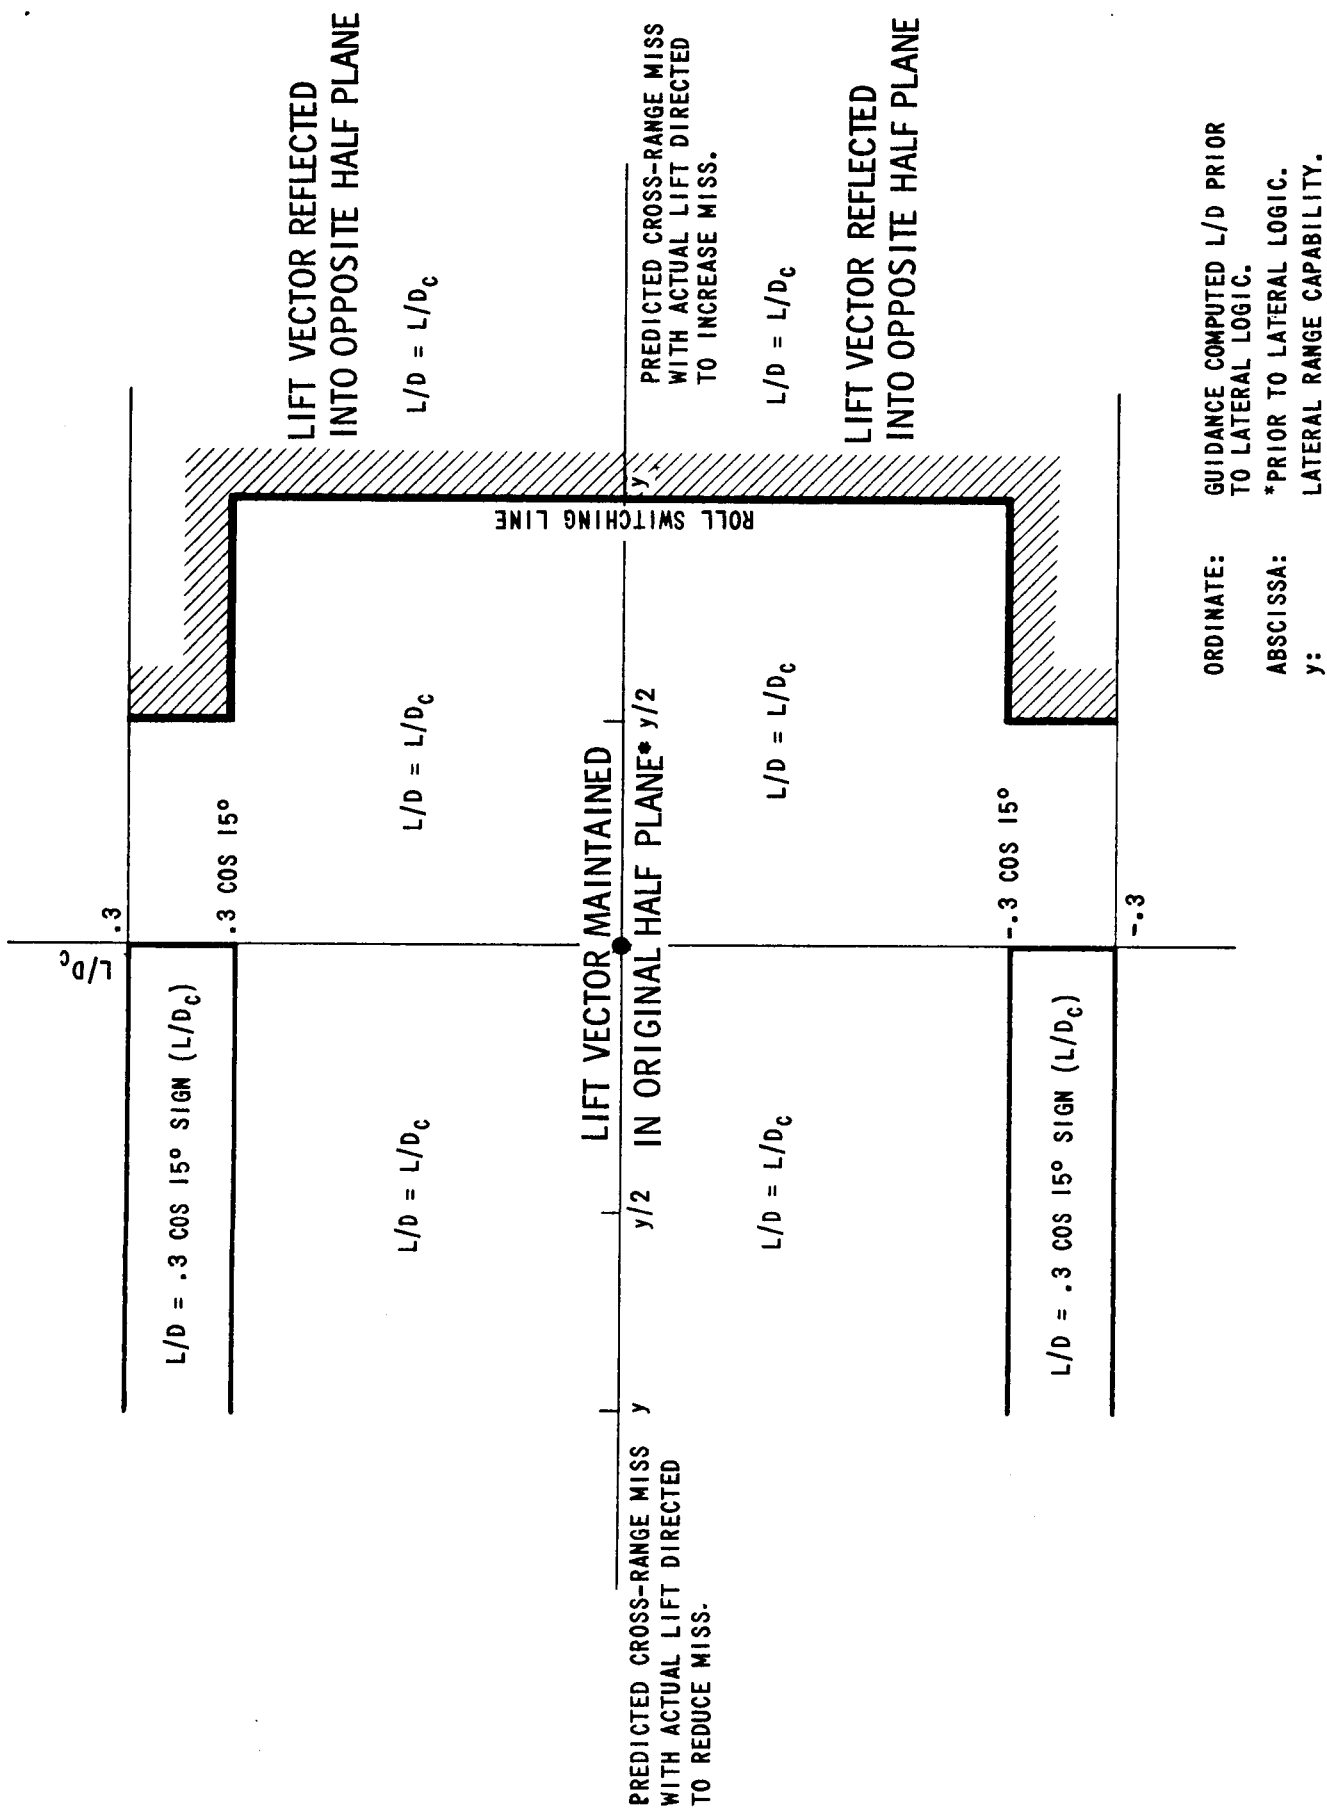 L/D_C
.3
.3 COS 15°
L/D = .3 COS 15° SIGN (L/D_C)
LIFT VECTOR REFLECTED
INTO OPPOSITE HALF PLANE
L/D = L/D_C
L/D = L/D_C
L/D = L/D_C
ROLL SWITCHING LINE
LIFT VECTOR MAINTAINED
IN ORIGINAL HALF PLANE*
PREDICTED CROSS-RANGE MISS
WITH ACTUAL LIFT DIRECTED
TO REDUCE MISS.
y
y/2
y/2
y
PREDICTED CROSS-RANGE MISS
WITH ACTUAL LIFT DIRECTED
TO INCREASE MISS.
L/D = L/D_C
L/D = L/D_C
L/D = L/D_C
LIFT VECTOR REFLECTED
INTO OPPOSITE HALF PLANE
-.3 COS 15°
L/D = .3 COS 15° SIGN (L/D_C)
-.3
ORDINATE: GUIDANCE COMPUTED L/D PRIOR
TO LATERAL LOGIC.
ABSCISSA: *PRIOR TO LATERAL LOGIC.
y: LATERAL RANGE CAPABILITY.